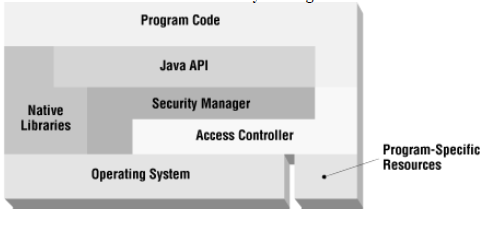 Program Code
Java API
Native
Libraries
Security Manager
Access Controller
Operating System
Program-Specific
Resources